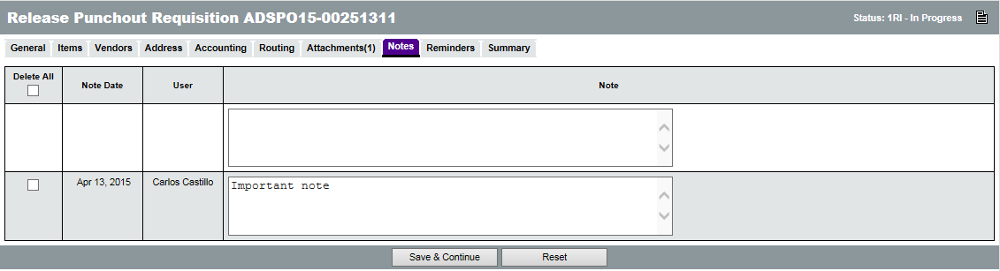 Release Punchout Requisition ADSPO15-00251311
Status: 1RI - In Progress
General Items Vendors Address Accounting Routing Attachments(1) Notes Reminders Summary
Delete All Note Date User Note
Apr 13, 2015 Carlos Castillo Important note
Save & Continue Reset